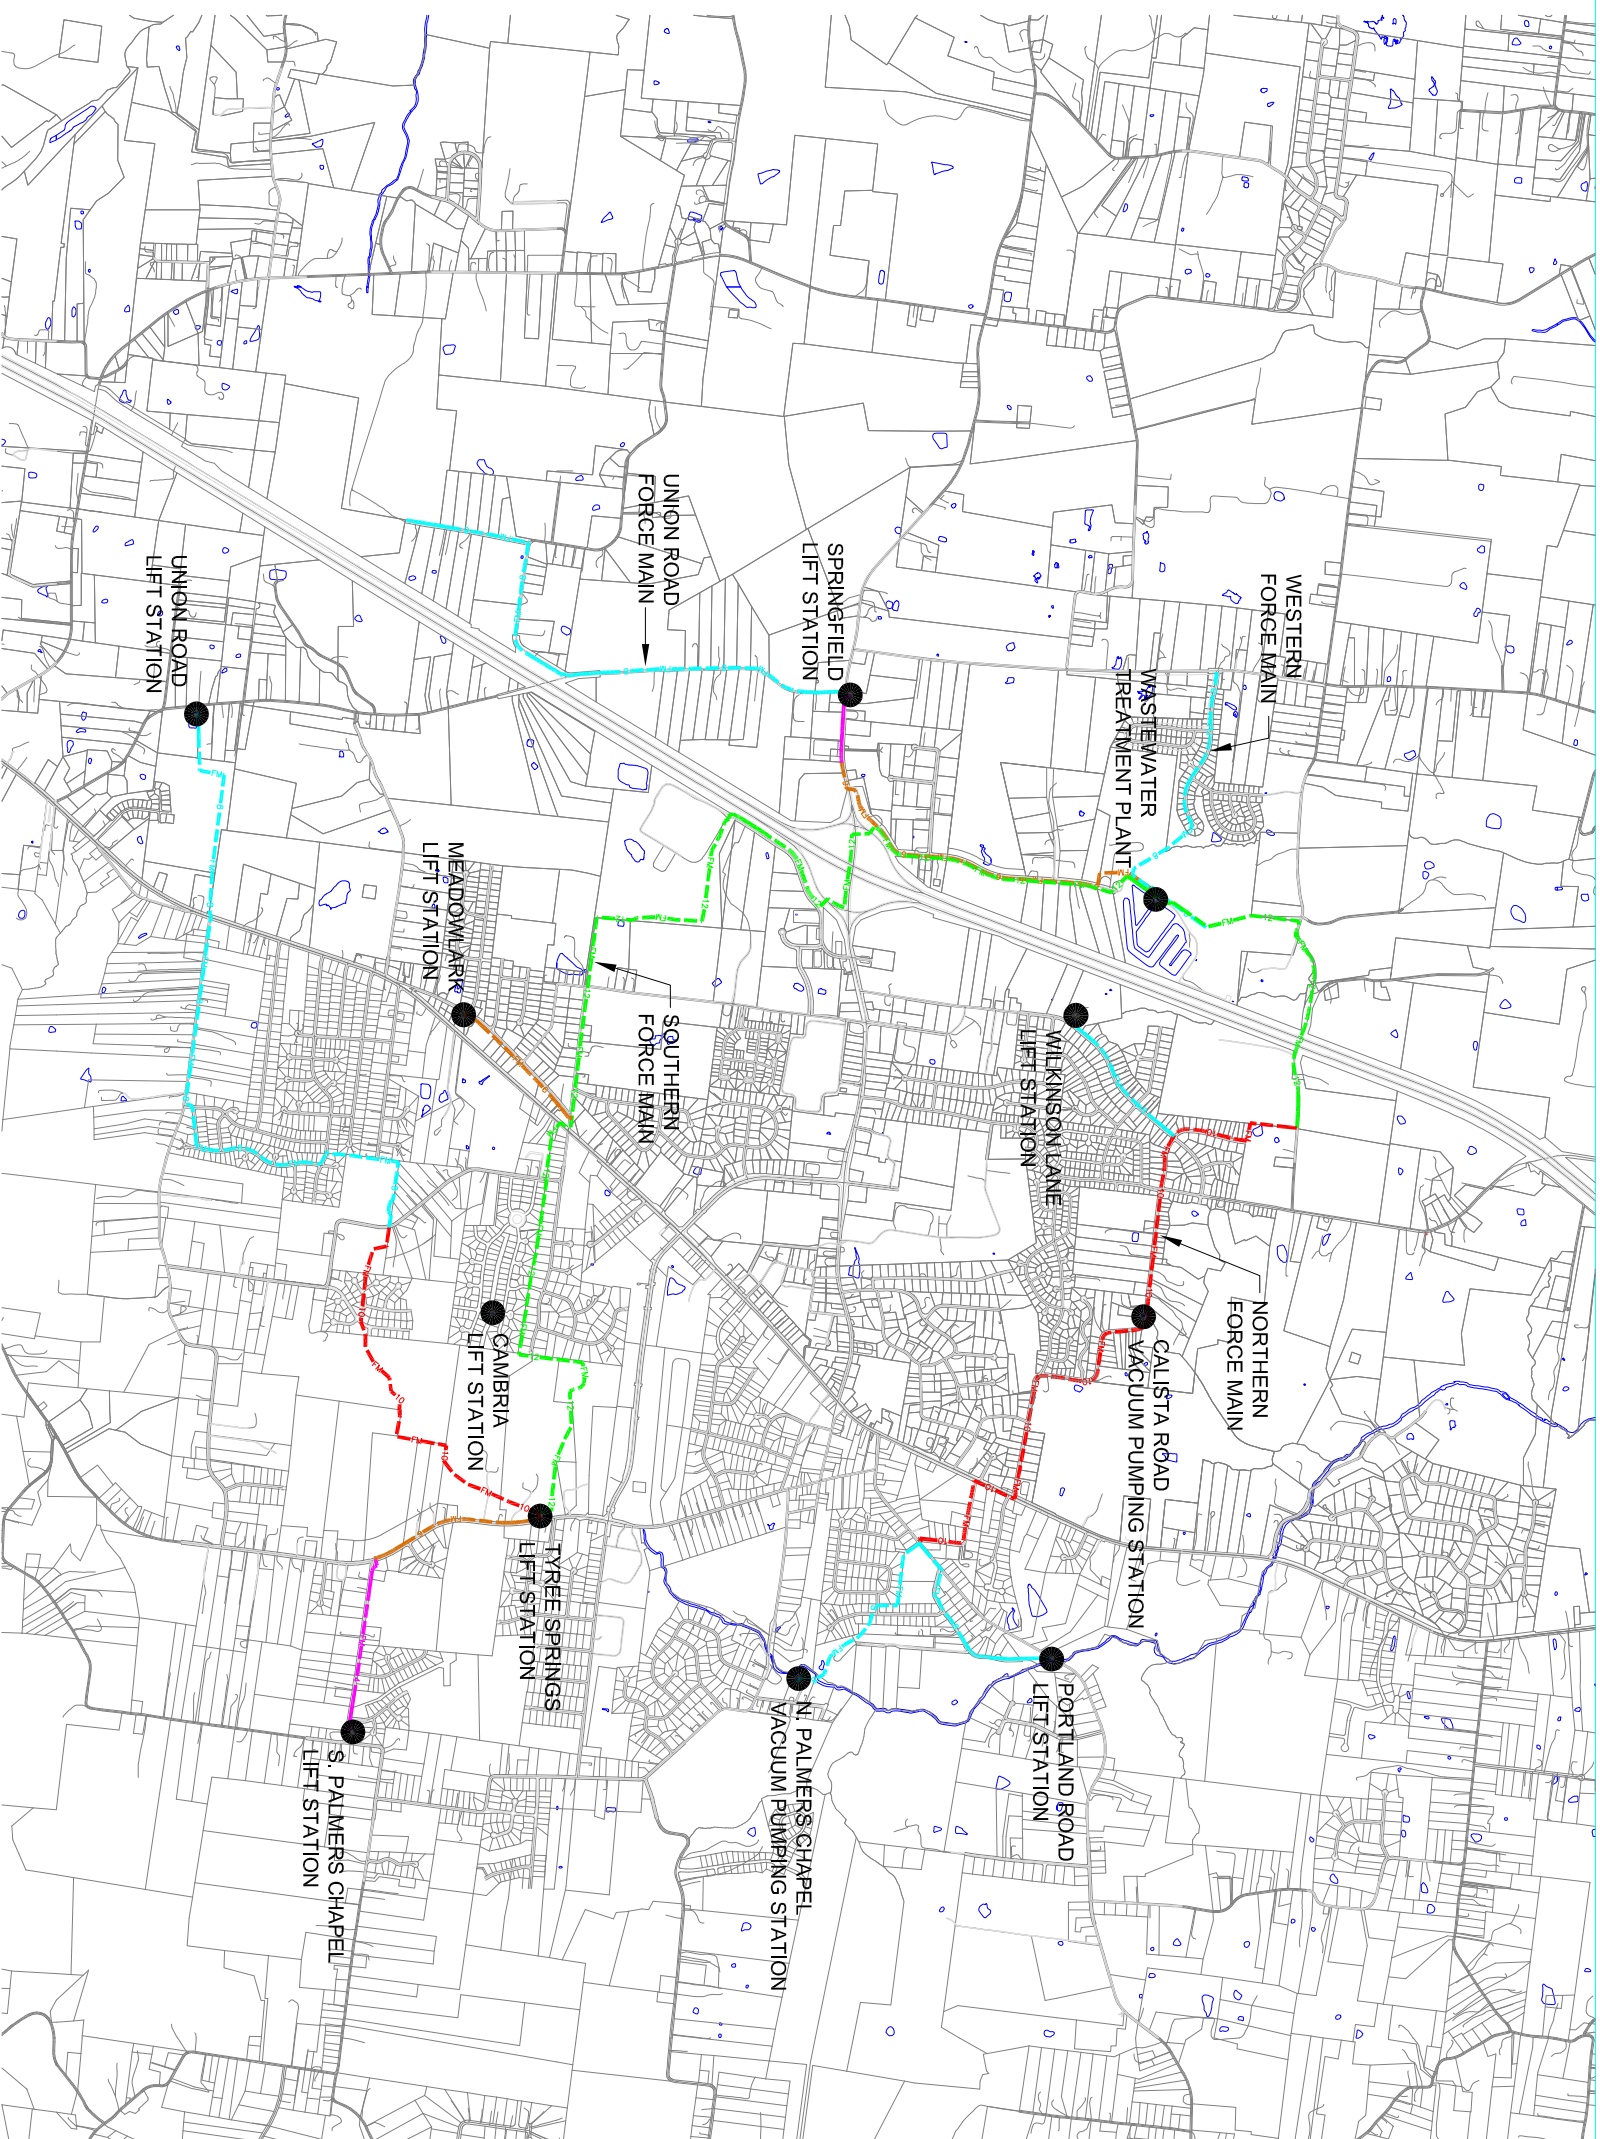 WESTERN
FORCE MAIN
WASTEWATER
TREATMENT PLANT
SPRINGFIELD
LIFT STATION
UNION ROAD
FORCE MAIN
UNION ROAD
LIFT STATION
MEADOWLARK
LIFT STATION
SOUTHERN
FORCE MAIN
WILKINSON LANE
LIFT STATION
NORTHERN
FORCE MAIN
CALISTA ROAD
VACUUM PUMPING STATION
CAMBRIA
LIFT STATION
TYREE SPRINGS
LIFT STATION
PORTLAND ROAD
LIFT STATION
N. PALMERS CHAPEL
VACUUM PUMPING STATION
S. PALMERS CHAPEL
LIFT STATION